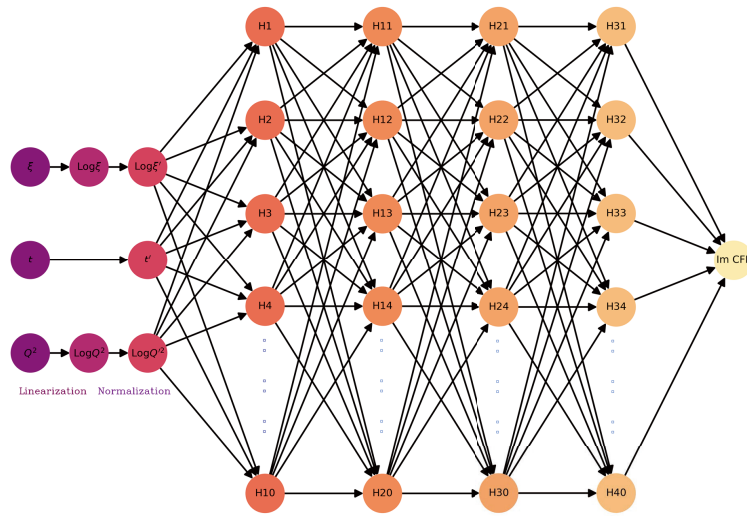 H1 H11 H21 H31
H2 H12 H22 H32
ξ Logξ Logξ′
H3 H13 H23 H33
t t′ Im CFF
H4 H14 H24 H34
Q² LogQ² LogQ′²
Linearization Normalization
H10 H20 H30 H40